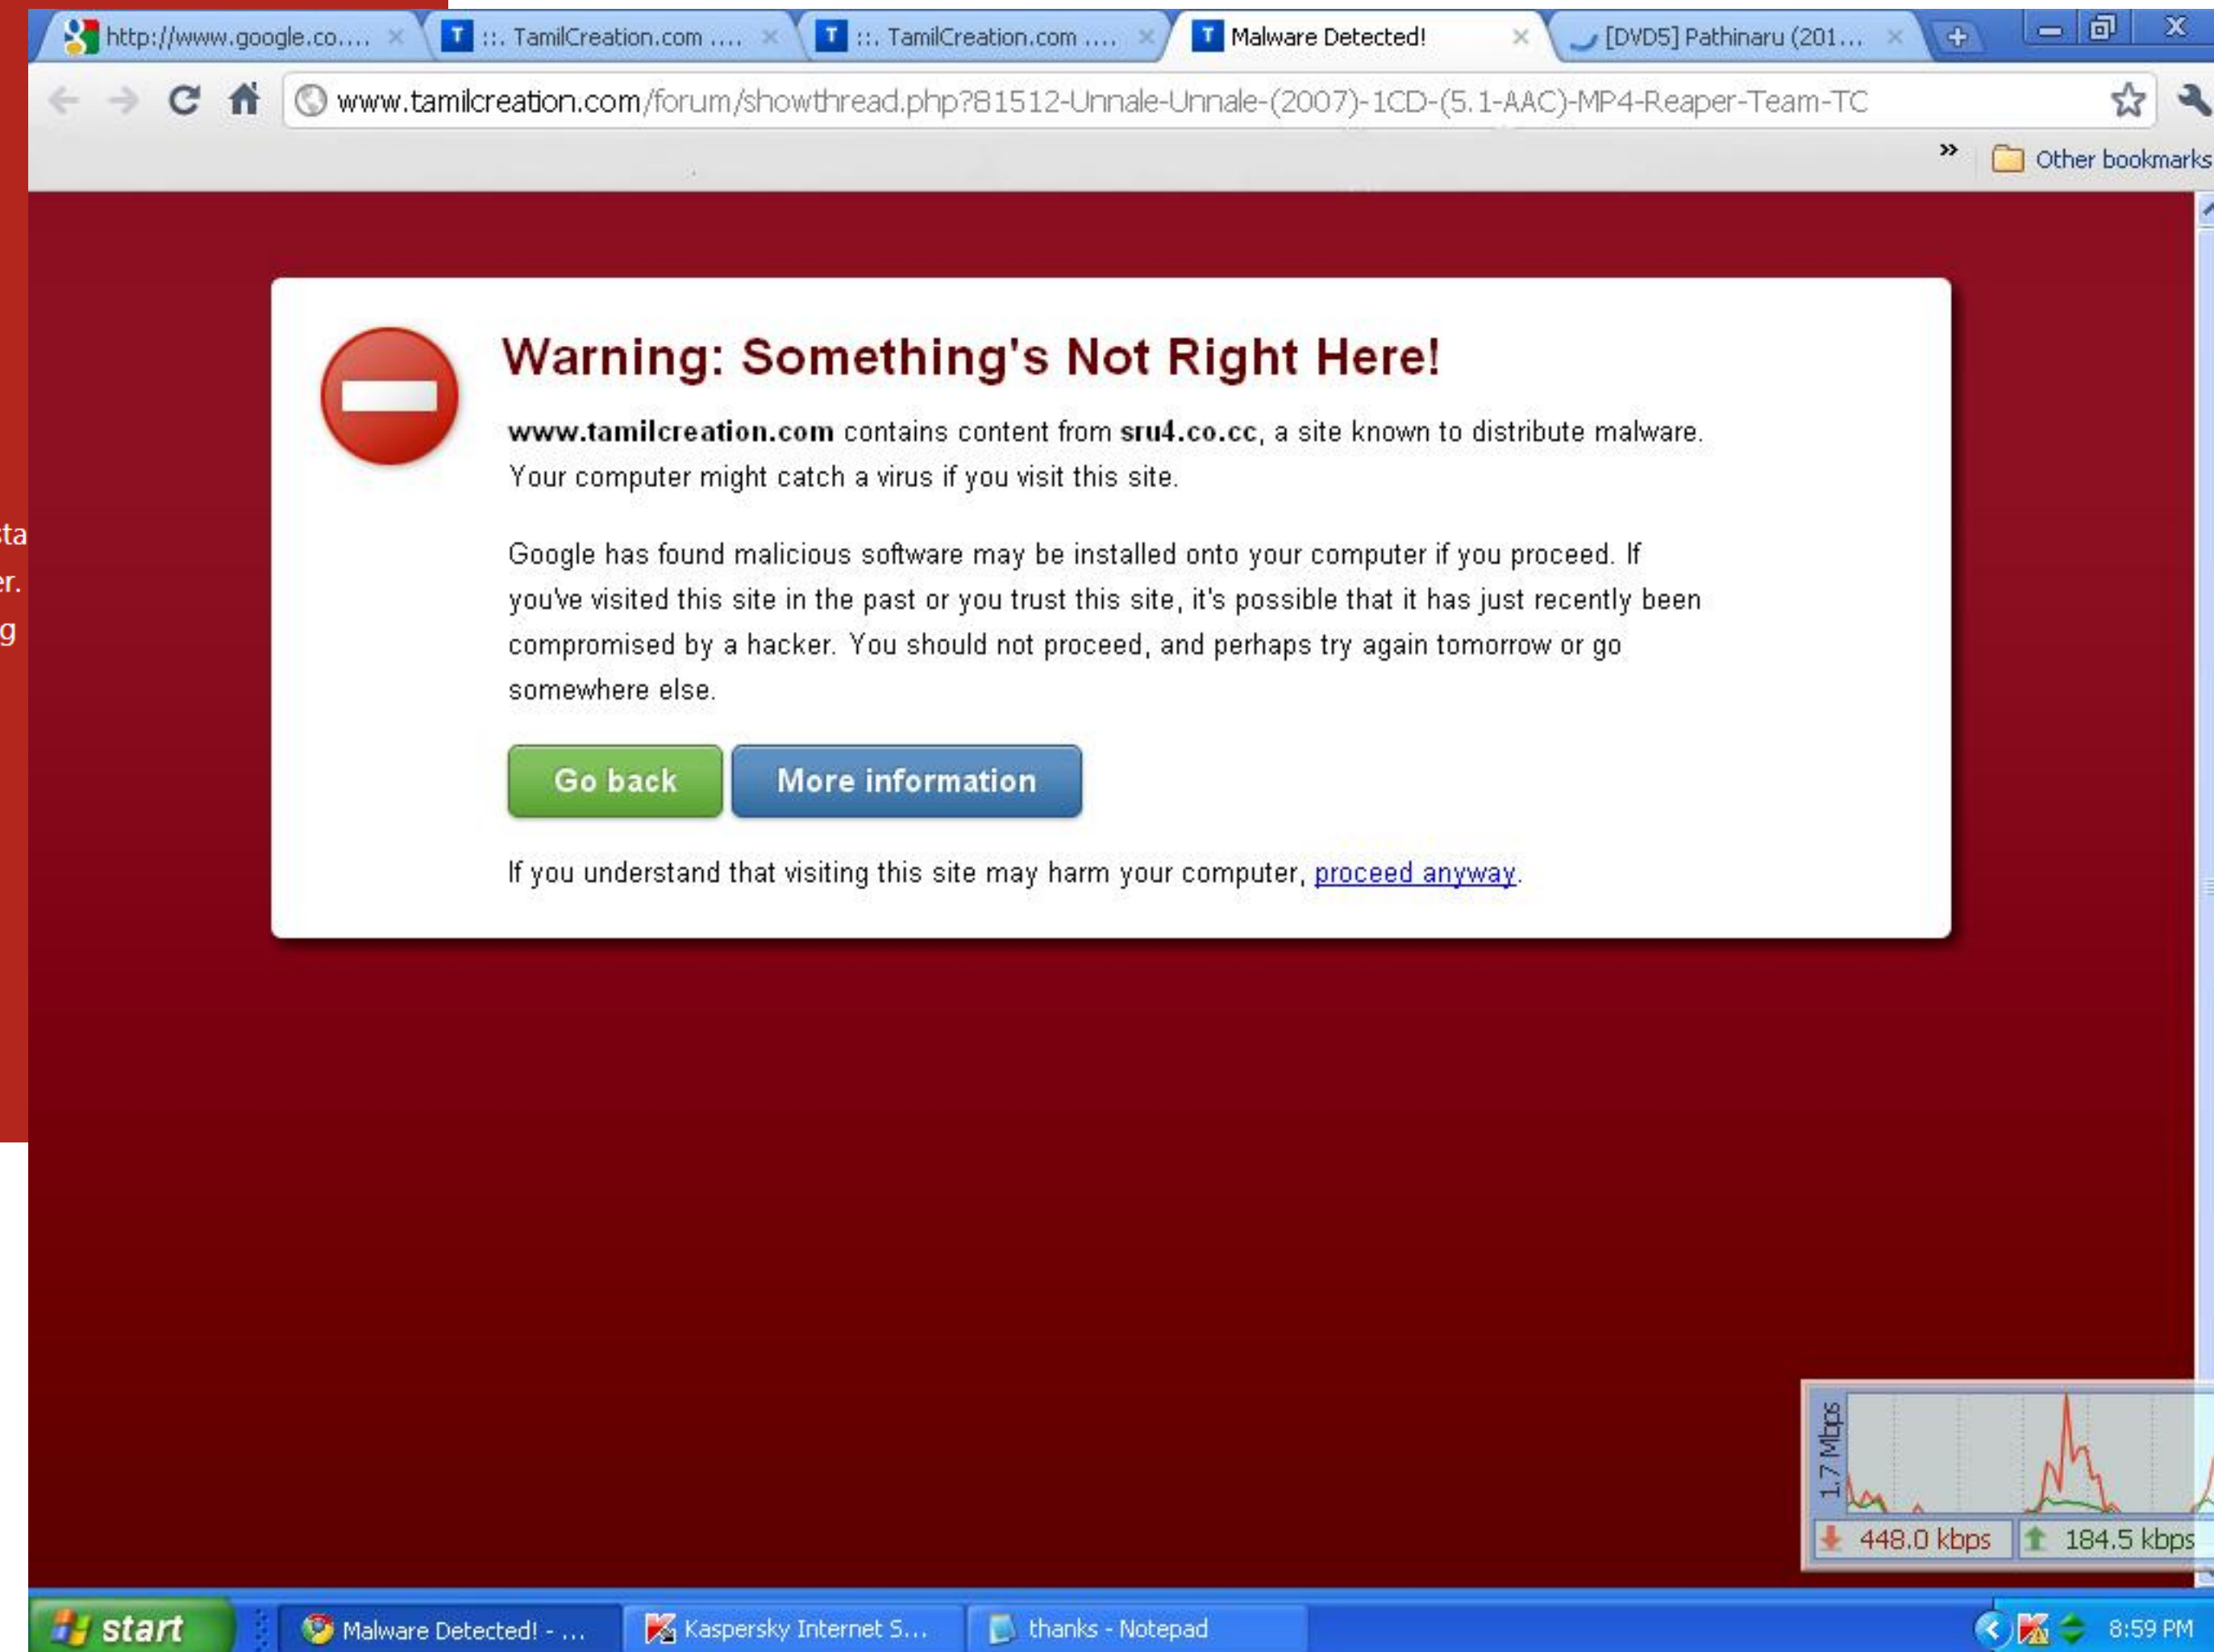 http://www.google.co.... ::. TamilCreation.com .... ::. TamilCreation.com .... Malware Detected! [DVD5] Pathinaru (201...
www.tamilcreation.com/forum/showthread.php?81512-Unnale-Unnale-(2007)-1CD-(5.1-AAC)-MP4-Reaper-Team-TC
» Other bookmarks
Warning: Something's Not Right Here!
www.tamilcreation.com contains content from sru4.co.cc, a site known to distribute malware.
Your computer might catch a virus if you visit this site.
Google has found malicious software may be installed onto your computer if you proceed. If
you've visited this site in the past or you trust this site, it's possible that it has just recently been
compromised by a hacker. You should not proceed, and perhaps try again tomorrow or go
somewhere else.
Go back More information
If you understand that visiting this site may harm your computer, proceed anyway.
1.7 Mbps
448.0 kbps 184.5 kbps
start Malware Detected! - ... Kaspersky Internet S... thanks - Notepad 8:59 PM